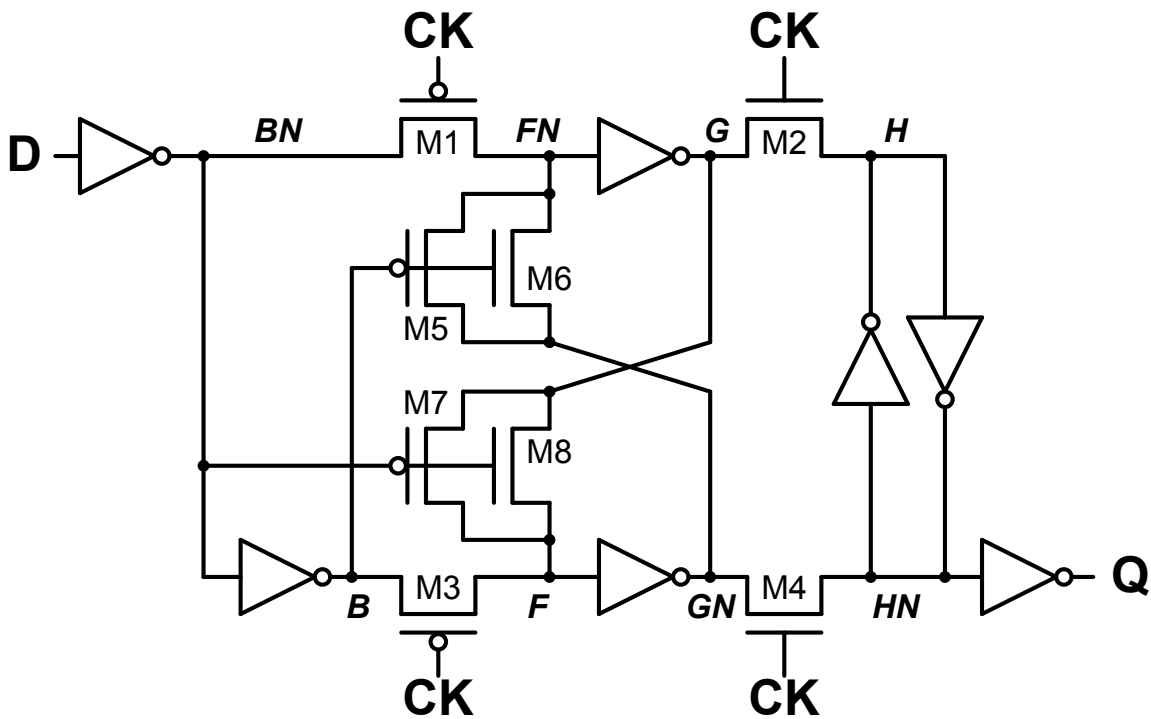 CK CK
D BN M1 FN G M2 H
M6
M5
M7
M8
B M3 F GN M4 HN Q
CK CK